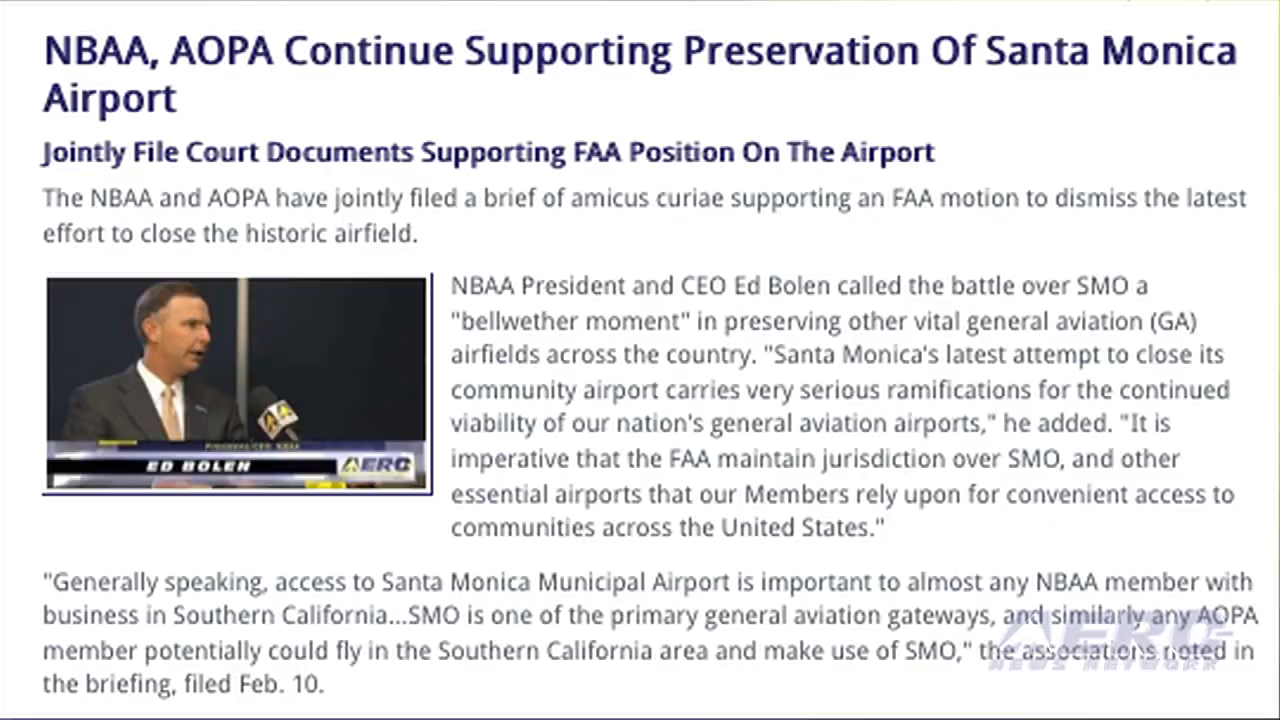 NBAA, AOPA Continue Supporting Preservation Of Santa Monica
Airport
Jointly File Court Documents Supporting FAA Position On The Airport
The NBAA and AOPA have jointly filed a brief of amicus curiae supporting an FAA motion to dismiss the latest
effort to close the historic airfield.
NBAA President and CEO Ed Bolen called the battle over SMO a
"bellwether moment" in preserving other vital general aviation (GA)
airfields across the country. "Santa Monica's latest attempt to close its
community airport carries very serious ramifications for the continued
viability of our nation's general aviation airports," he added. "It is
imperative that the FAA maintain jurisdiction over SMO, and other
essential airports that our Members rely upon for convenient access to
communities across the United States."
PRESIDENT/CEO, NBAA
ED BOLEN
AERO
"Generally speaking, access to Santa Monica Municipal Airport is important to almost any NBAA member with
business in Southern California...SMO is one of the primary general aviation gateways, and similarly any AOPA
member potentially could fly in the Southern California area and make use of SMO," the associations noted in
the briefing, filed Feb. 10.
AERO
NEWS NETWORK